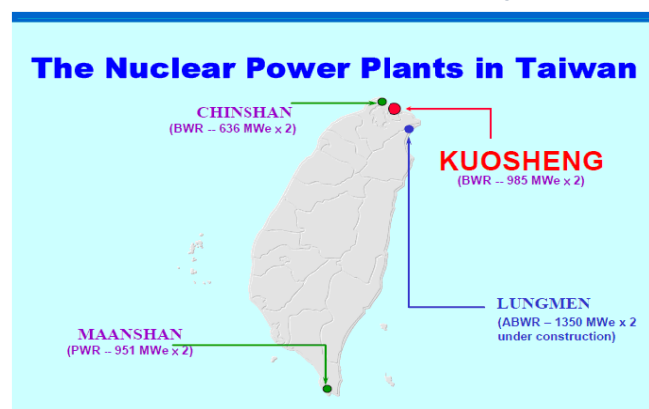 The Nuclear Power Plants in Taiwan
CHINSHAN
(BWR -- 636 MWe x 2)
KUOSHENG
(BWR -- 985 MWe x 2)
LUNGMEN
(ABWR -- 1350 MWe x 2
under construction)
MAANSHAN
(PWR -- 951 MWe x 2)